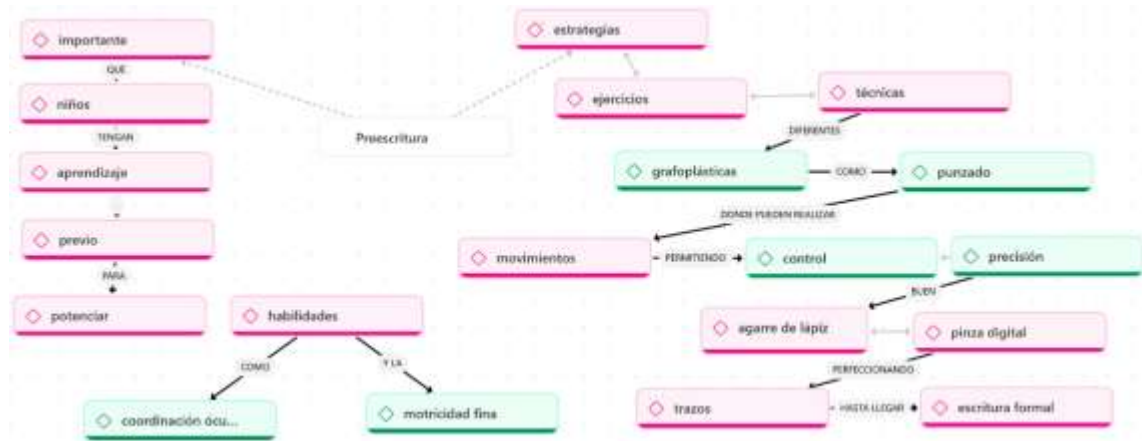 importante
QUE
niños
TENGAN
aprendizaje
previo
PARA
potenciar
habilidades
COMO
Y LA
coordinación ócu...
motricidad fina
Preescritura
estrategias
ejercicios
técnicas
DIFERENTES
grafoplásticas
COMO
punzado
DONDE PUEDEN REALIZAR
movimientos
PERMITIENDO
control
precisión
BUEN
agarre de lápiz
pinza digital
PERFECCIONANDO
trazos
HASTA LLEGAR
escritura formal